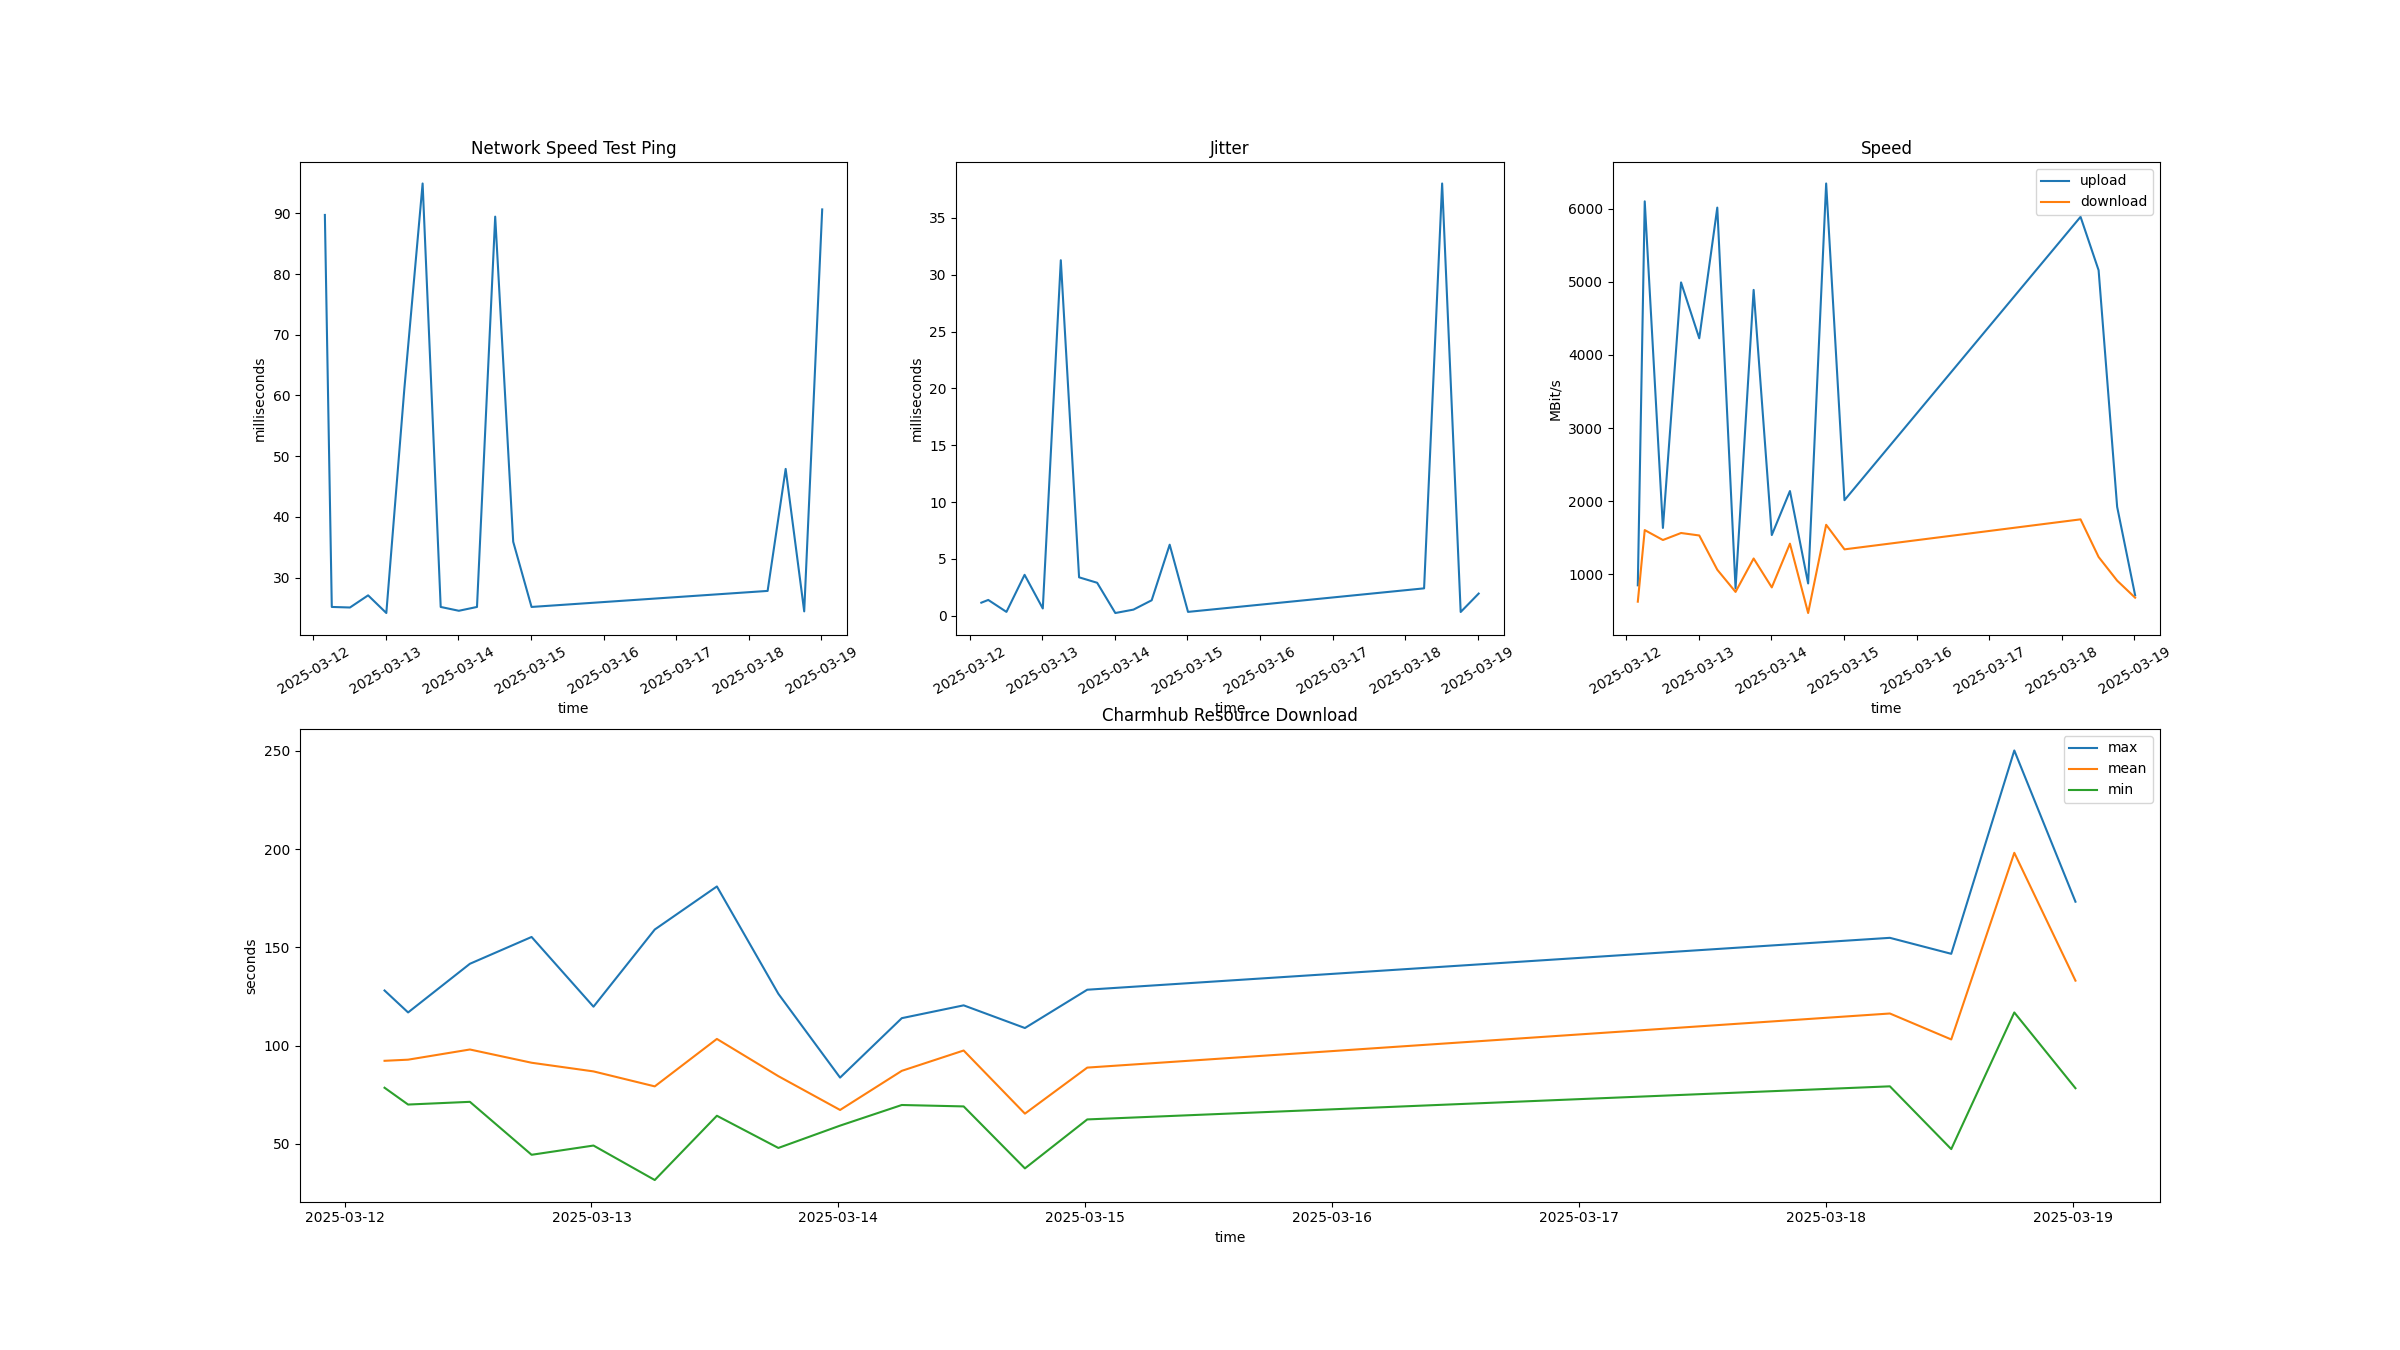 Network Speed Test Ping
milliseconds
90
80
70
60
50
40
30
2025-03-12 2025-03-13 2025-03-14 2025-03-15 2025-03-16 2025-03-17 2025-03-18 2025-03-19
time
Jitter
milliseconds
35
30
25
20
15
10
5
0
2025-03-12 2025-03-13 2025-03-14 2025-03-15 2025-03-16 2025-03-17 2025-03-18 2025-03-19
time
Speed
upload
download
MBit/s
6000
5000
4000
3000
2000
1000
2025-03-12 2025-03-13 2025-03-14 2025-03-15 2025-03-16 2025-03-17 2025-03-18 2025-03-19
time
Charmhub Resource Download
max
mean
min
seconds
250
200
150
100
50
2025-03-12 2025-03-13 2025-03-14 2025-03-15 2025-03-16 2025-03-17 2025-03-18 2025-03-19
time